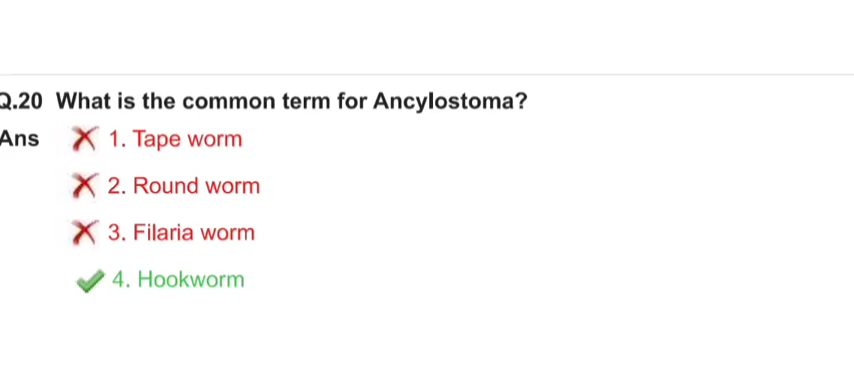 Q.20 What is the common term for Ancylostoma?
Ans 1. Tape worm
2. Round worm
3. Filaria worm
4. Hookworm